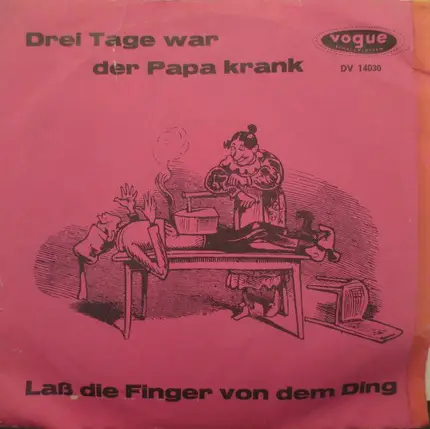 Drei Tage war
der Papa krank
vogue
DV 14030
Laß die Finger von dem Ding